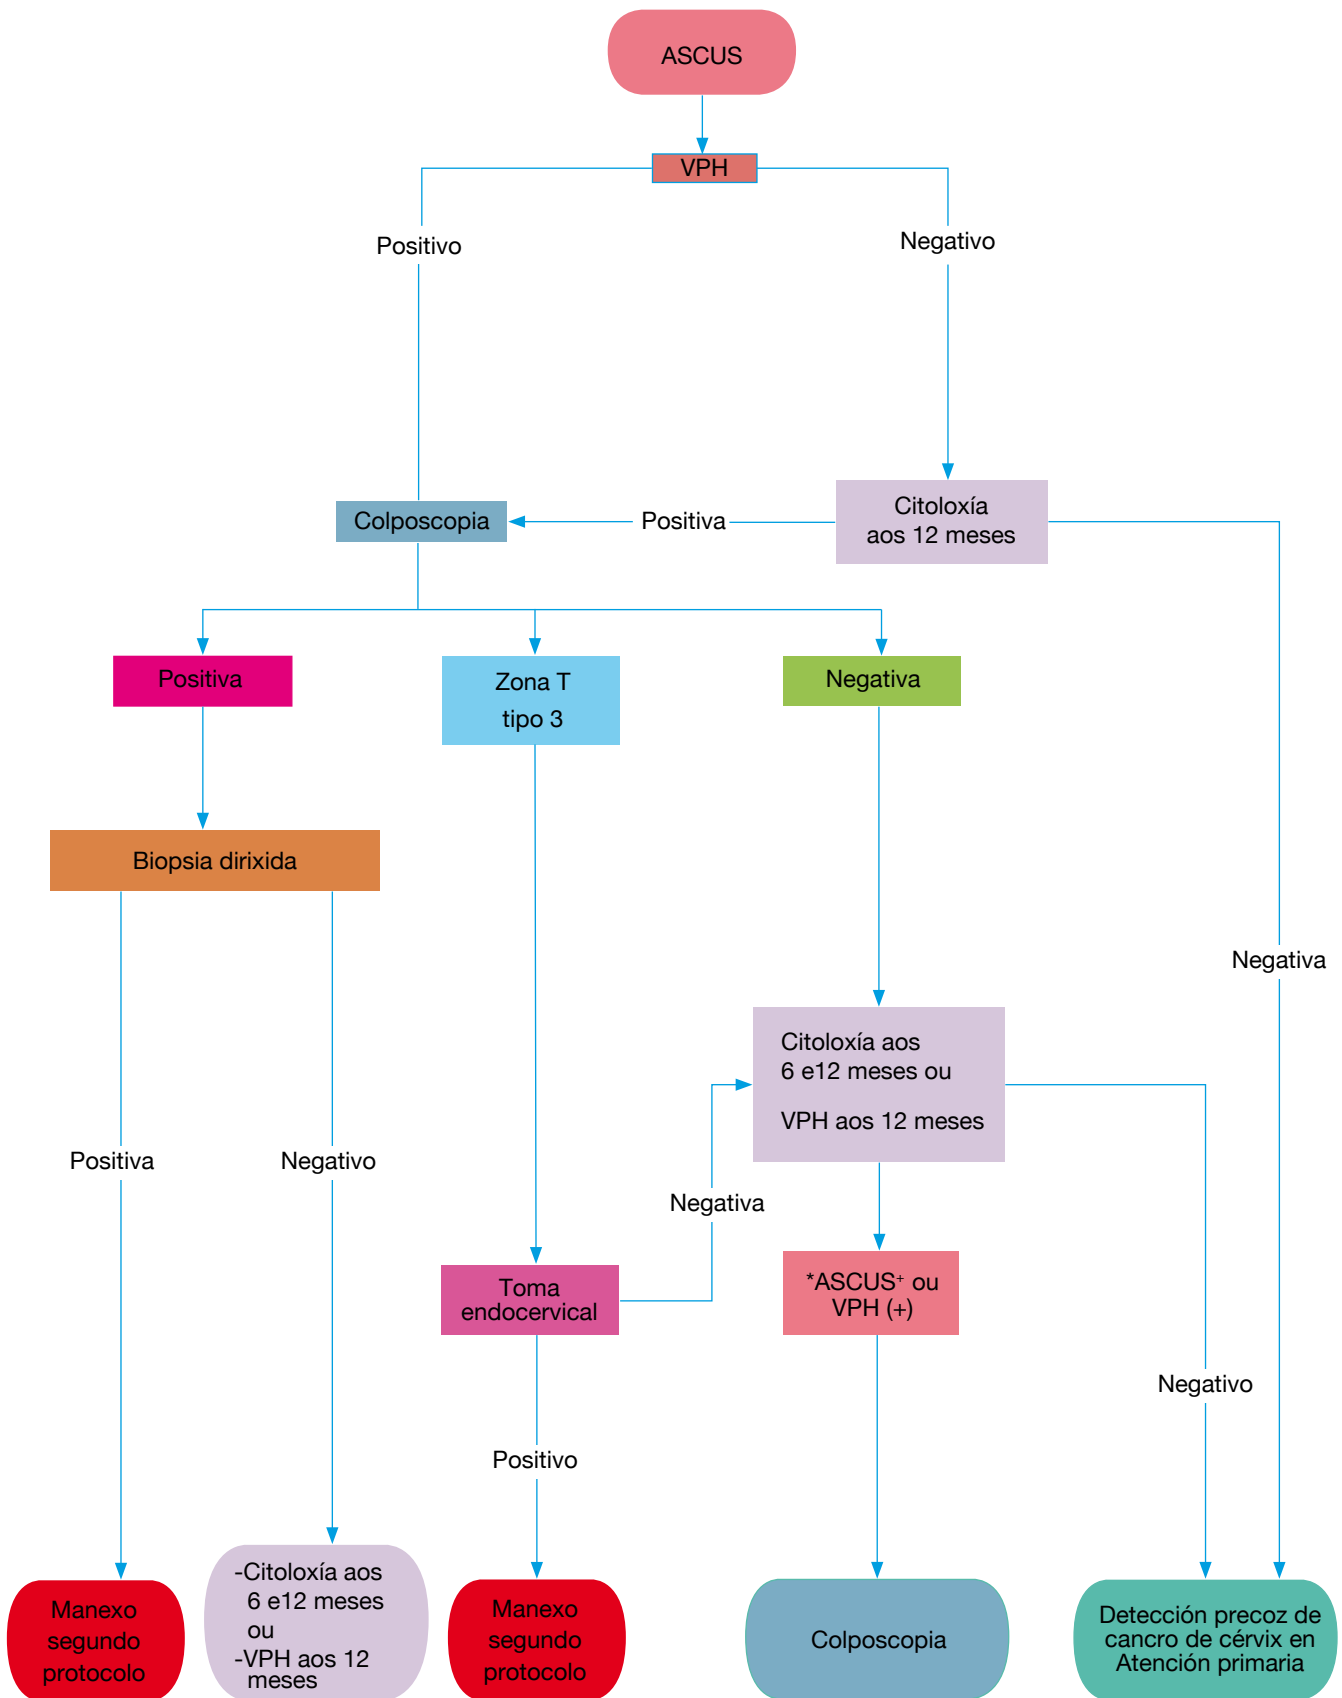 ASCUS
VPH
Positivo
Negativo
Citoloxía
aos 12 meses
Colposcopia
Positiva
Positiva
Zona T
tipo 3
Negativa
Biopsia dirixida
Negativa
Citoloxía aos
6 e12 meses ou
VPH aos 12 meses
Positiva
Negativo
Negativa
Toma
endocervical
*ASCUS⁺ ou
VPH (+)
Negativo
Positivo
Manexo
segundo
protocolo
-Citoloxía aos
6 e12 meses
ou
-VPH aos 12
meses
Manexo
segundo
protocolo
Colposcopia
Detección precoz de
cancro de cérvix en
Atención primaria